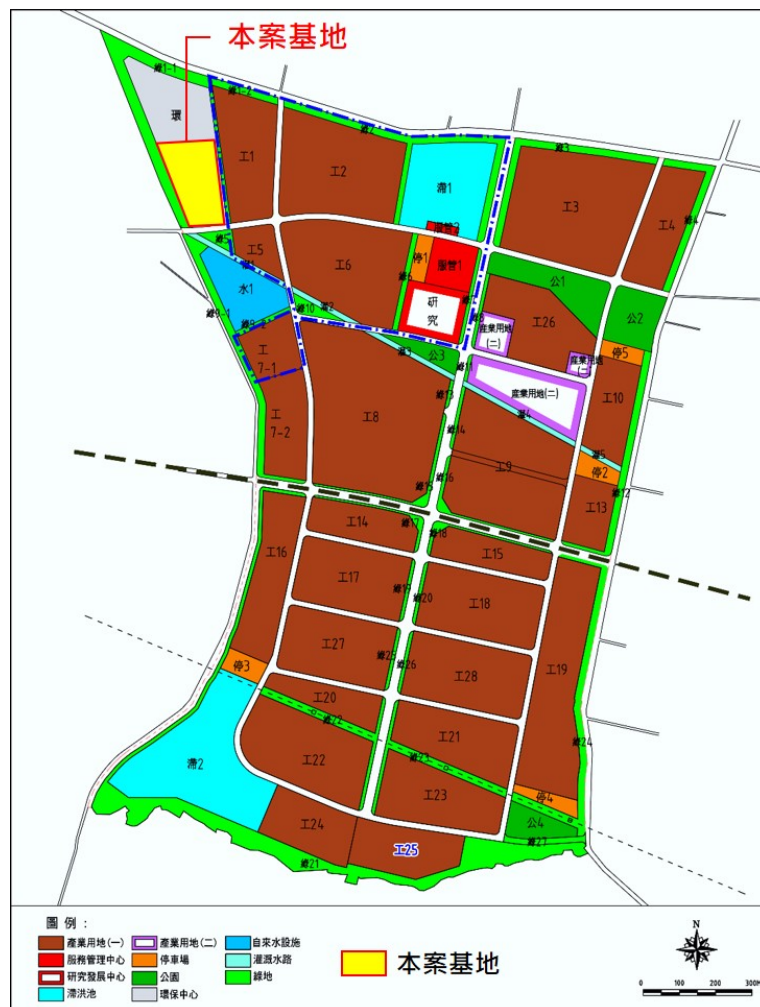 本案基地
綠1-1
環
綠1-2
綠2
工1
工2
滯1
綠3
工3
工4
綠4
綠5
工5
工6
停1
服管2
服管1
綠6
研
究
綠7
綠8
公1
公2
水1
綠9-1
綠9-2
綠10
灌2
工26
產業用地
(二)
產業用地
(二)
停5
工
7-1
灌3
公3
綠11
產業用地(二)
灌4
工10
工
7-2
工8
綠13
綠14
工9
灌5
停2
綠12
工13
綠15
綠16
工16
工14
綠17
綠18
工15
工17
綠19
綠20
工18
工19
工27
綠25
綠26
工28
停3
工20
綠22
工21
滯2
工22
綠23
工23
綠24
停4
公4
綠27
工24
工25
綠21
圖例:
產業用地(一)
產業用地(二)
自來水設施
服務管理中心
停車場
灌溉水路
研究發展中心
公園
綠地
滯洪池
環保中心
本案基地
N
0 100 200 300M